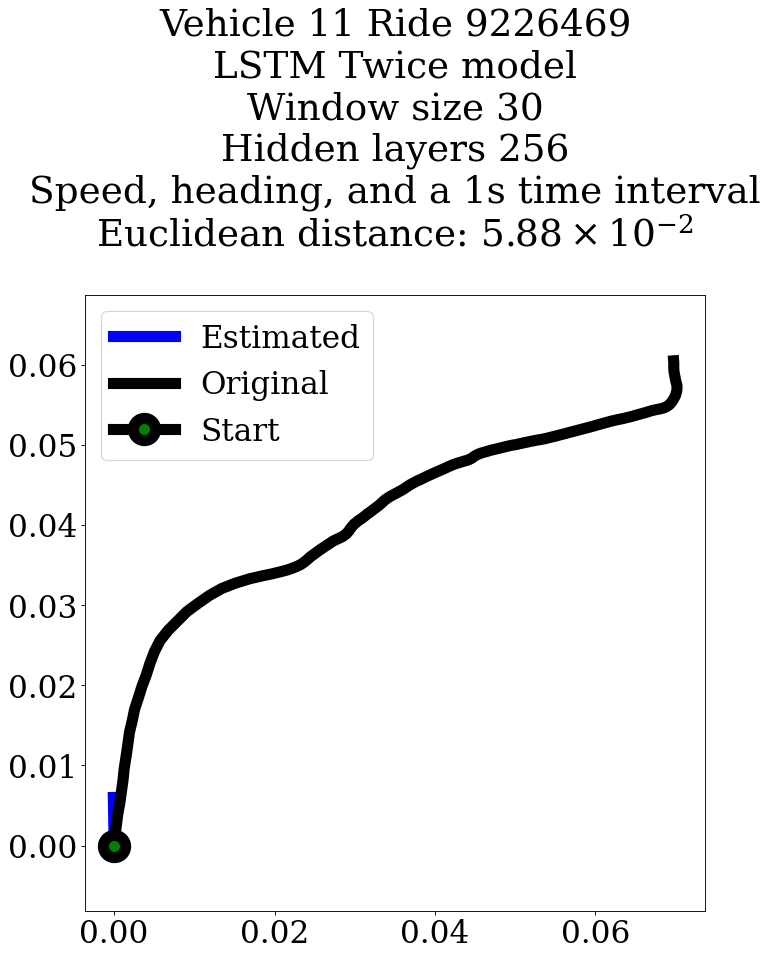 Vehicle 11 Ride 9226469
LSTM Twice model
Window size 30
Hidden layers 256
Speed, heading, and a 1s time interval
Euclidean distance: 5.88 × 10⁻²
Estimated
Original
Start
0.06
0.05
0.04
0.03
0.02
0.01
0.00
0.00 0.02 0.04 0.06